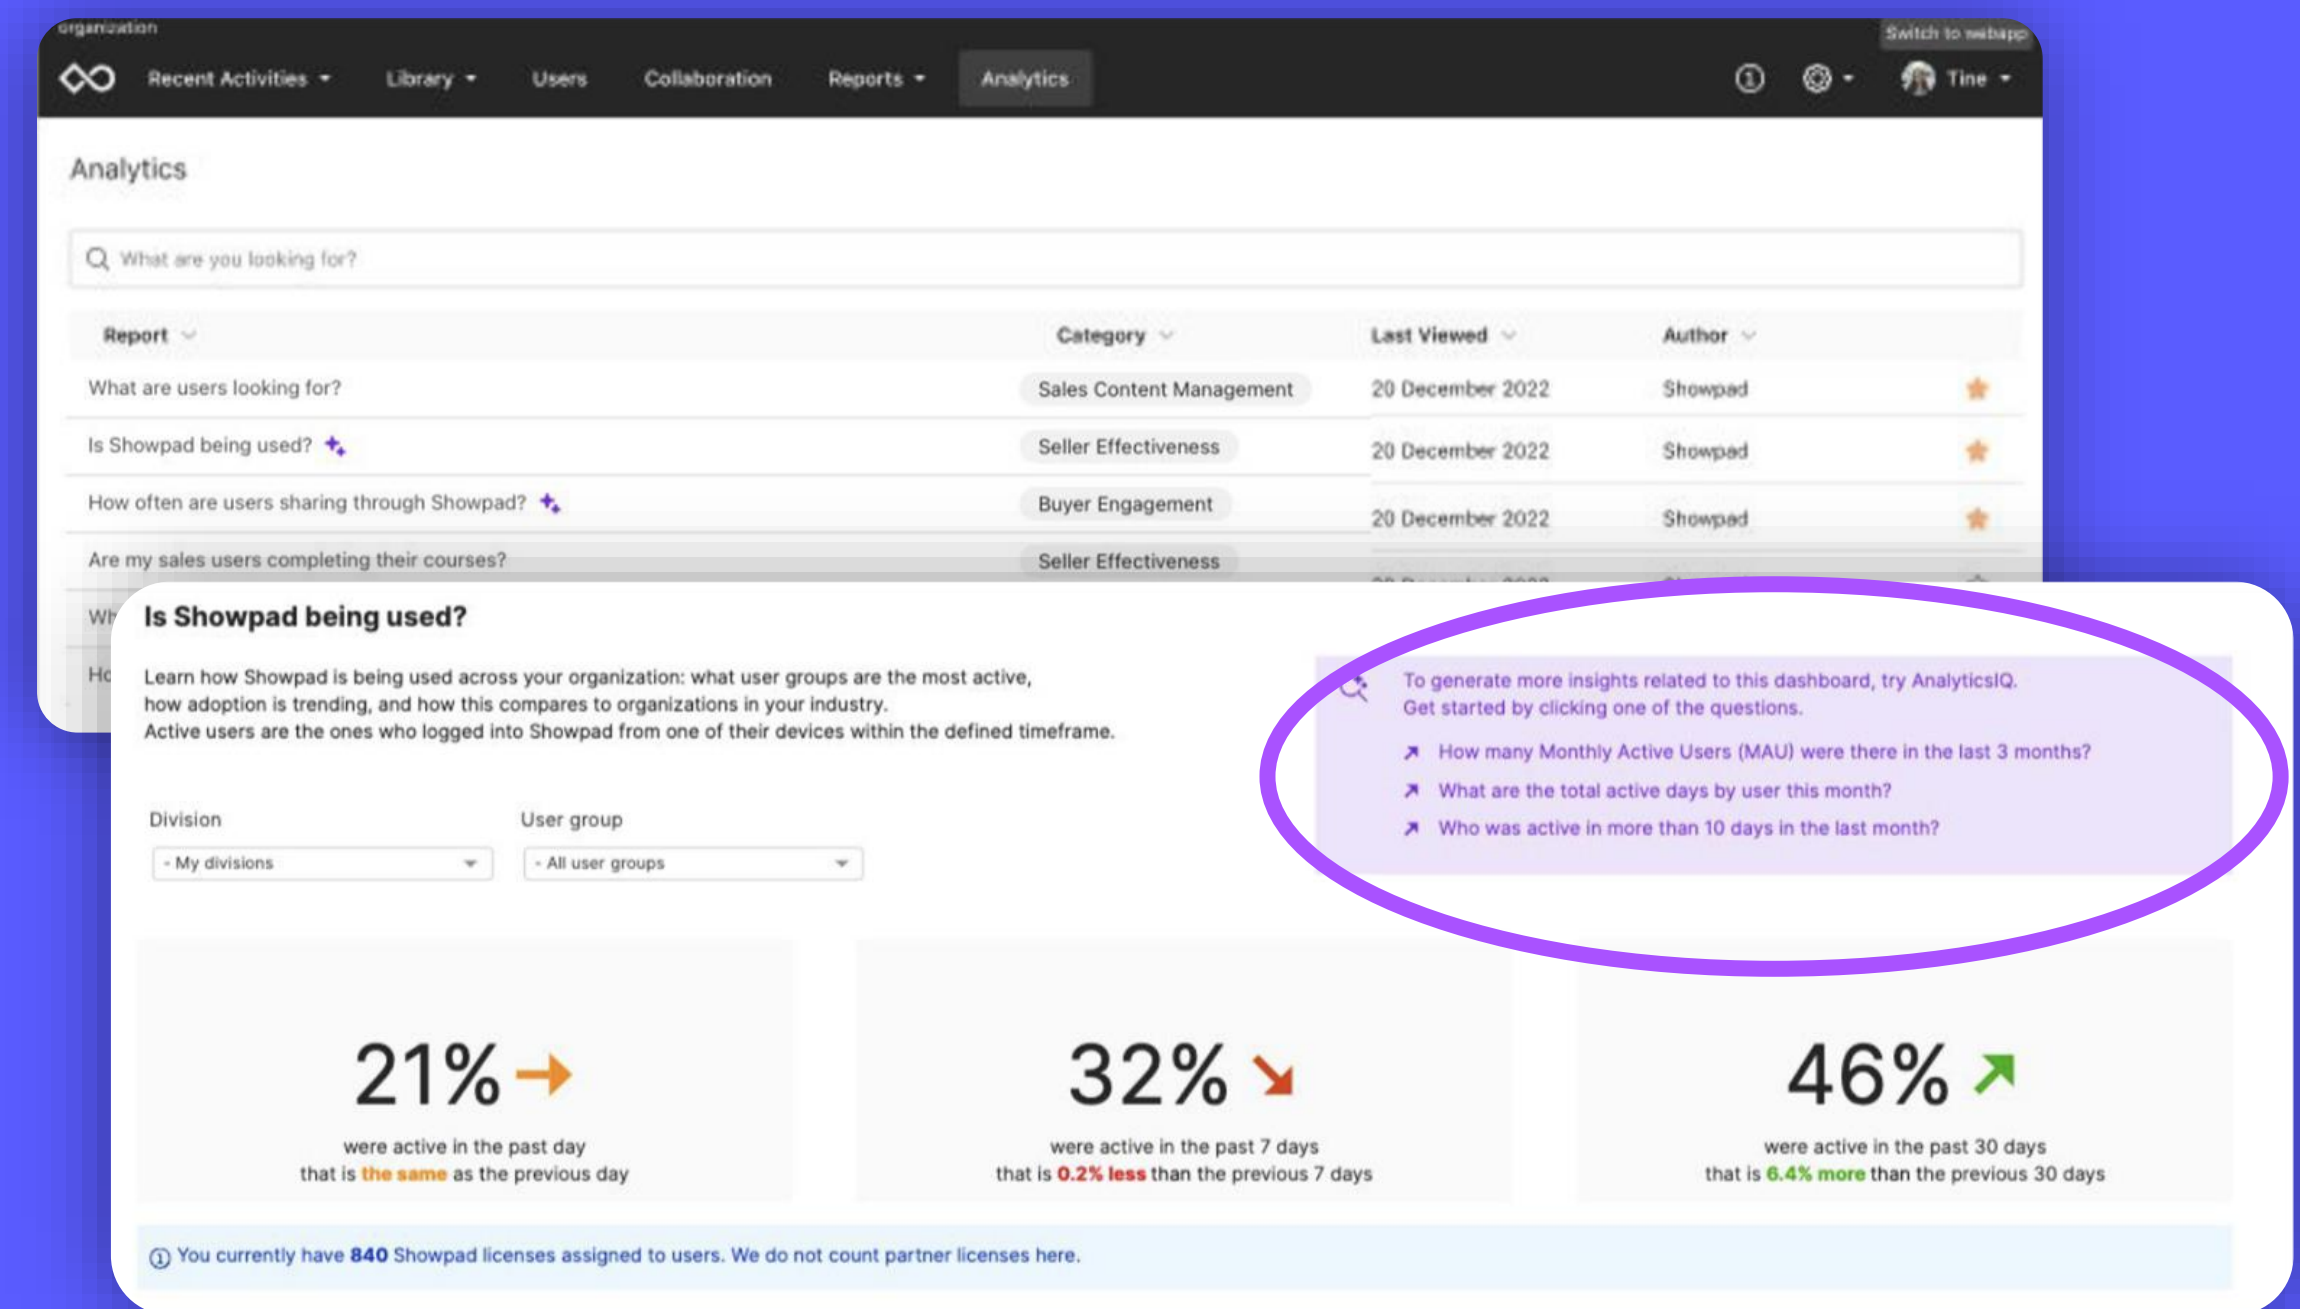 organization
Switch to webapp
Recent Activities Library Users Collaboration Reports Analytics Tine
Analytics
What are you looking for?
Report Category Last Viewed Author
What are users looking for? Sales Content Management 20 December 2022 Showpad
Is Showpad being used? Seller Effectiveness 20 December 2022 Showpad
How often are users sharing through Showpad? Buyer Engagement 20 December 2022 Showpad
Are my sales users completing their courses? Seller Effectiveness
Is Showpad being used?
Learn how Showpad is being used across your organization: what user groups are the most active,
how adoption is trending, and how this compares to organizations in your industry.
Active users are the ones who logged into Showpad from one of their devices within the defined timeframe.
To generate more insights related to this dashboard, try AnalyticsIQ.
Get started by clicking one of the questions.
How many Monthly Active Users (MAU) were there in the last 3 months?
What are the total active days by user this month?
Who was active in more than 10 days in the last month?
Division User group
- My divisions - All user groups
21%
were active in the past day
that is the same as the previous day
32%
were active in the past 7 days
that is 0.2% less than the previous 7 days
46%
were active in the past 30 days
that is 6.4% more than the previous 30 days
You currently have 840 Showpad licenses assigned to users. We do not count partner licenses here.